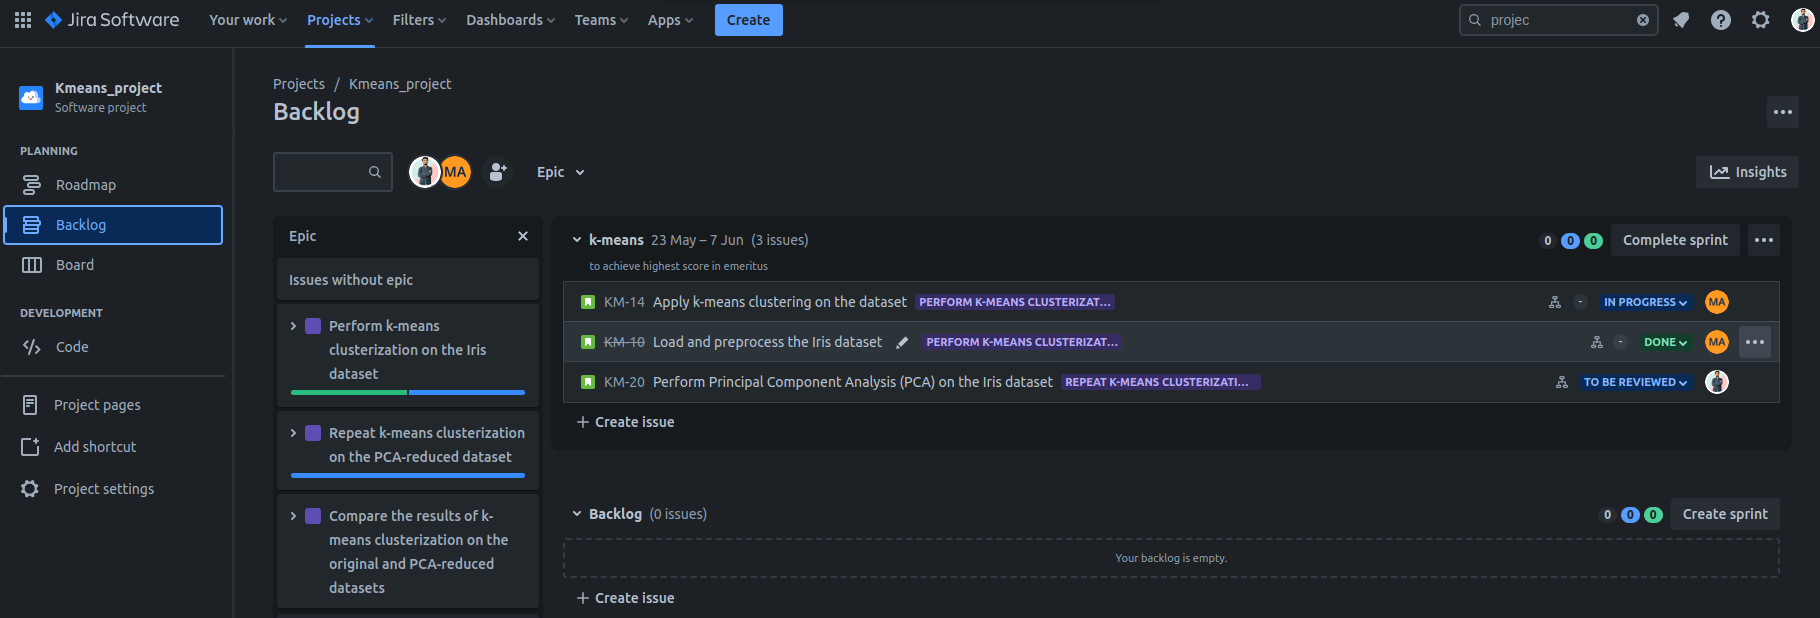 Jira Software Your work Projects Filters Dashboards Teams Apps Create projec
Kmeans_project
Software project
PLANNING
Roadmap
Backlog
Board
DEVELOPMENT
Code
Project pages
Add shortcut
Project settings
Projects / Kmeans_project
Backlog
MA Epic Insights
Epic
Issues without epic
Perform k-means
clusterization on the Iris
dataset
Repeat k-means clusterization
on the PCA-reduced dataset
Compare the results of k-
means clusterization on the
original and PCA-reduced
datasets
k-means 23 May – 7 Jun (3 issues) 0 0 0 Complete sprint
to achieve highest score in emeritus
KM-14 Apply k-means clustering on the dataset PERFORM K-MEANS CLUSTERIZAT... - IN PROGRESS MA
KM-10 Load and preprocess the Iris dataset PERFORM K-MEANS CLUSTERIZAT... - DONE MA
KM-20 Perform Principal Component Analysis (PCA) on the Iris dataset REPEAT K-MEANS CLUSTERIZATI... TO BE REVIEWED
+ Create issue
Backlog (0 issues) 0 0 0 Create sprint
Your backlog is empty.
+ Create issue